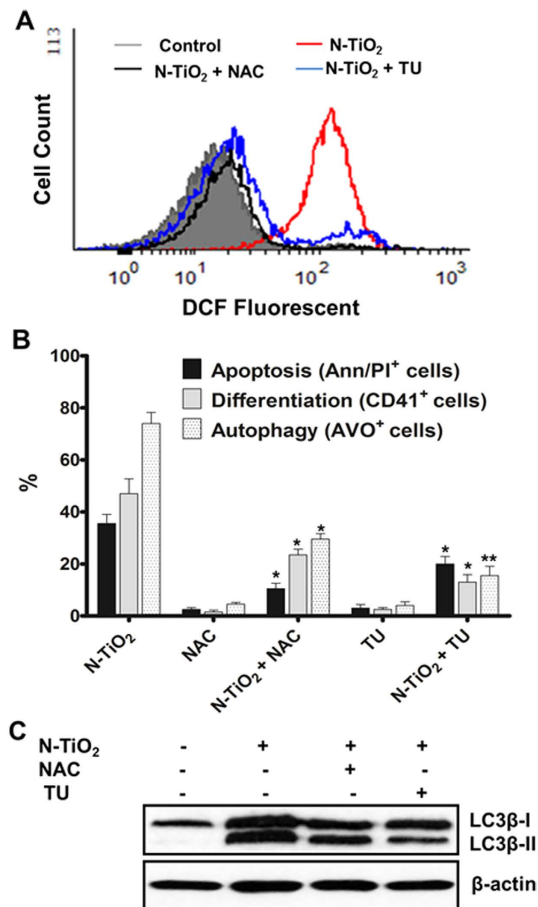 A
113
Control
N-TiO₂
N-TiO₂ + NAC
N-TiO₂ + TU
Cell Count
10⁰ 10¹ 10² 10³
DCF Fluorescent
B
100
80
60
40
20
0
%
Apoptosis (Ann/PI⁺ cells)
Differentiation (CD41⁺ cells)
Autophagy (AVO⁺ cells)
* * *
* * **
N-TiO₂
NAC
N-TiO₂ + NAC
TU
N-TiO₂ + TU
C
N-TiO₂ - + + +
NAC - - + -
TU - - - +
LC3β-I
LC3β-II
β-actin